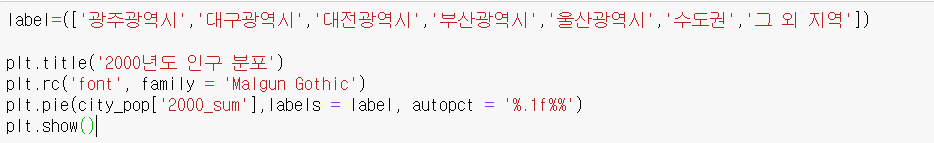 label=(['광주광역시','대구광역시','대전광역시','부산광역시','울산광역시','수도권','그 외 지역'])
plt.title('2000년도 인구 분포')
plt.rc('font', family = 'Malgun Gothic')
plt.pie(city_pop['2000_sum'],labels = label, autopct = '%.1f%%')
plt.show()